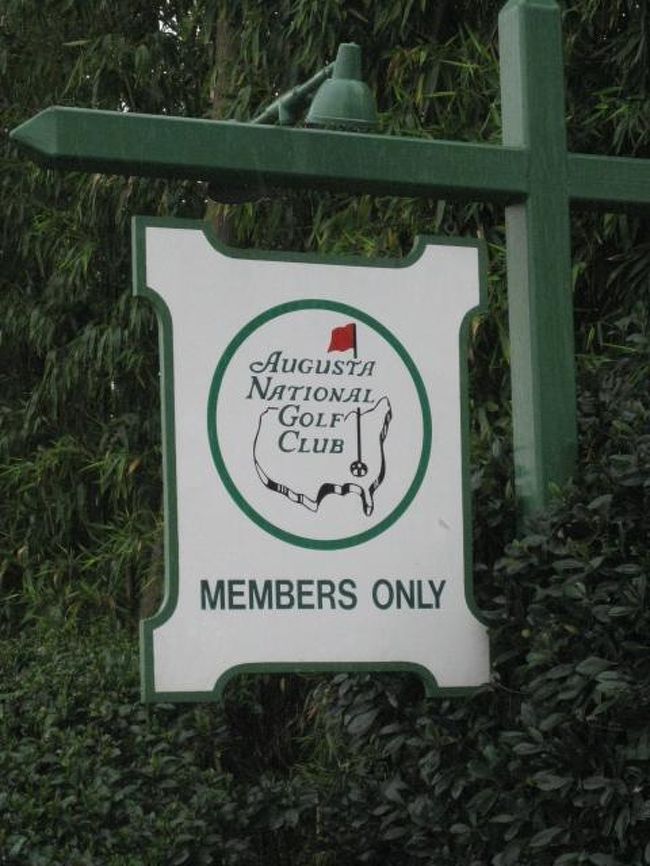 AUGUSTA
NATIONAL
GOLF
CLUB
MEMBERS ONLY